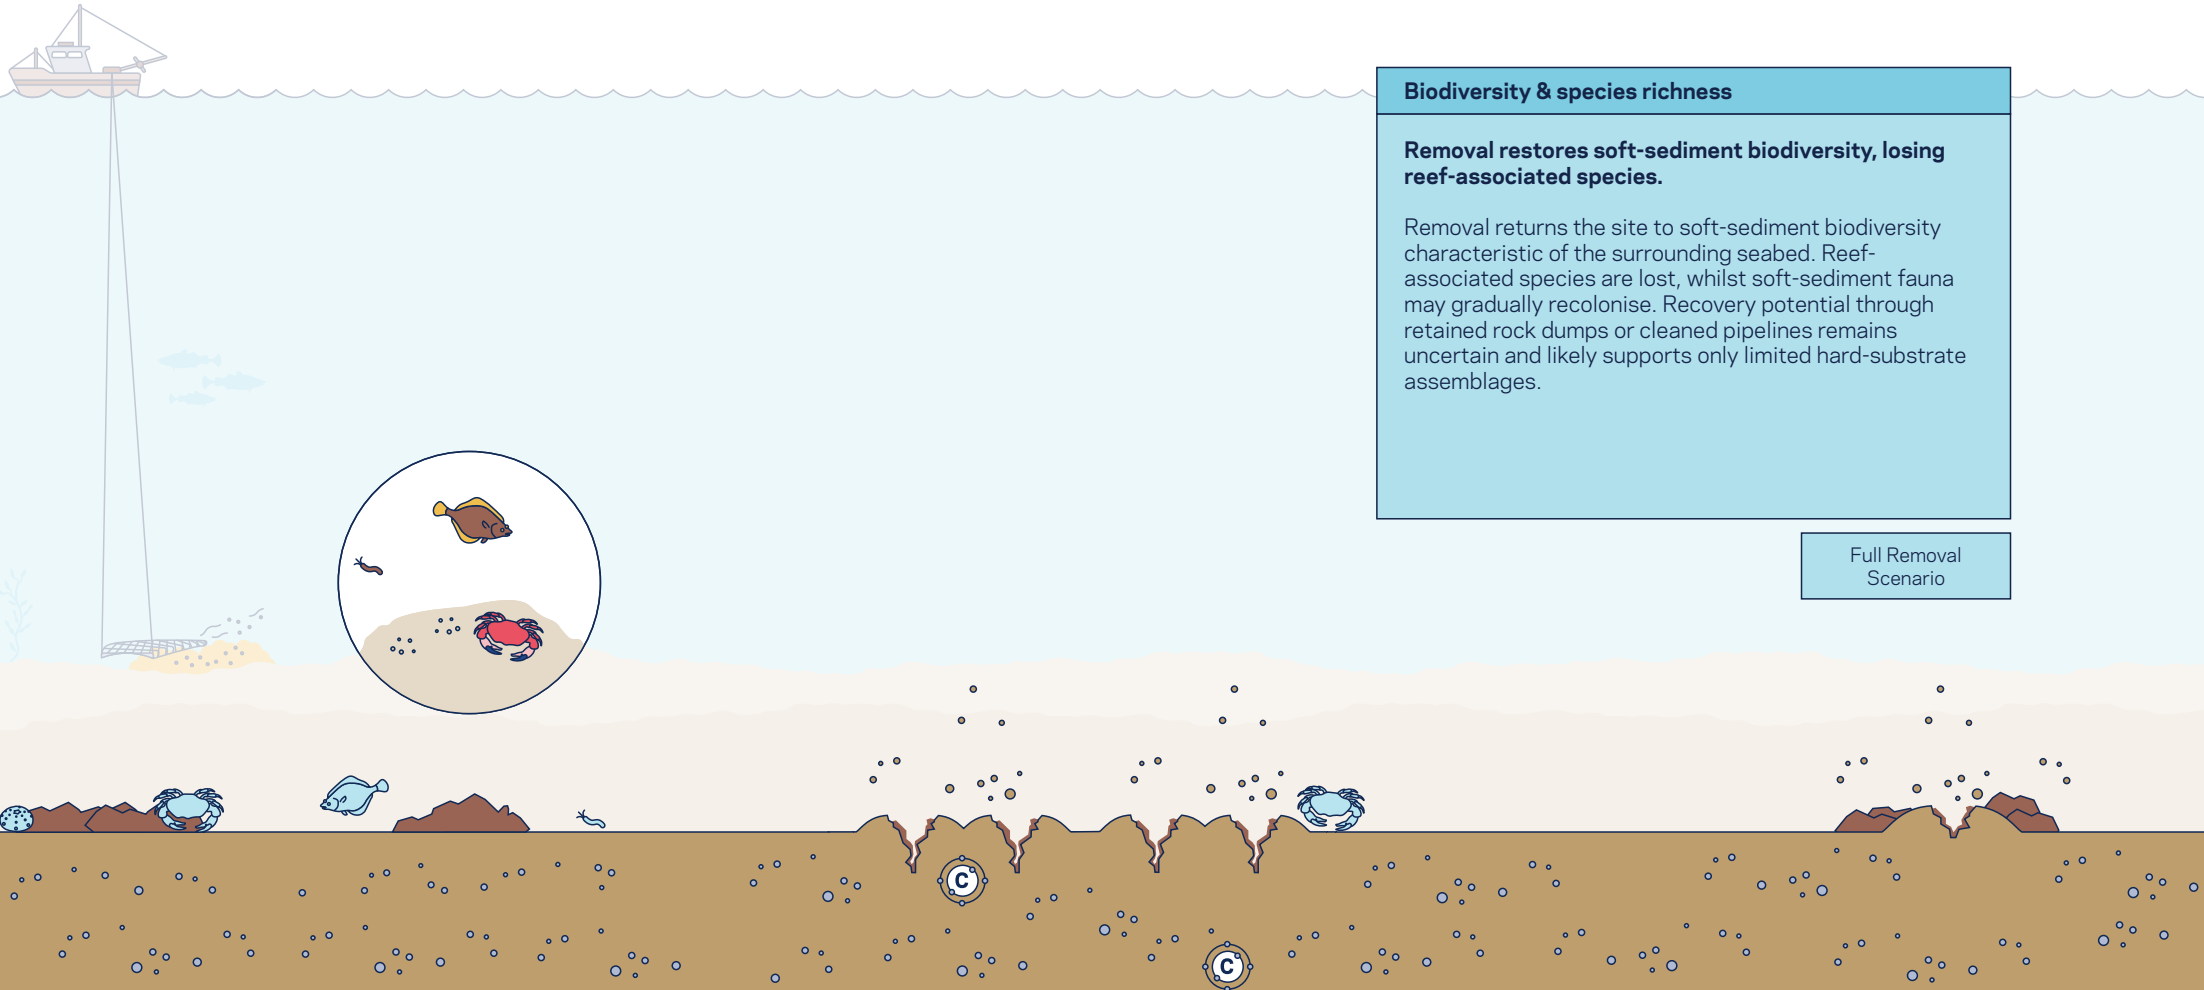 Biodiversity & species richness
Removal restores soft-sediment biodiversity, losing
reef-associated species.
Removal returns the site to soft-sediment biodiversity
characteristic of the surrounding seabed. Reef-
associated species are lost, whilst soft-sediment fauna
may gradually recolonise. Recovery potential through
retained rock dumps or cleaned pipelines remains
uncertain and likely supports only limited hard-substrate
assemblages.
Full Removal
Scenario
C
C